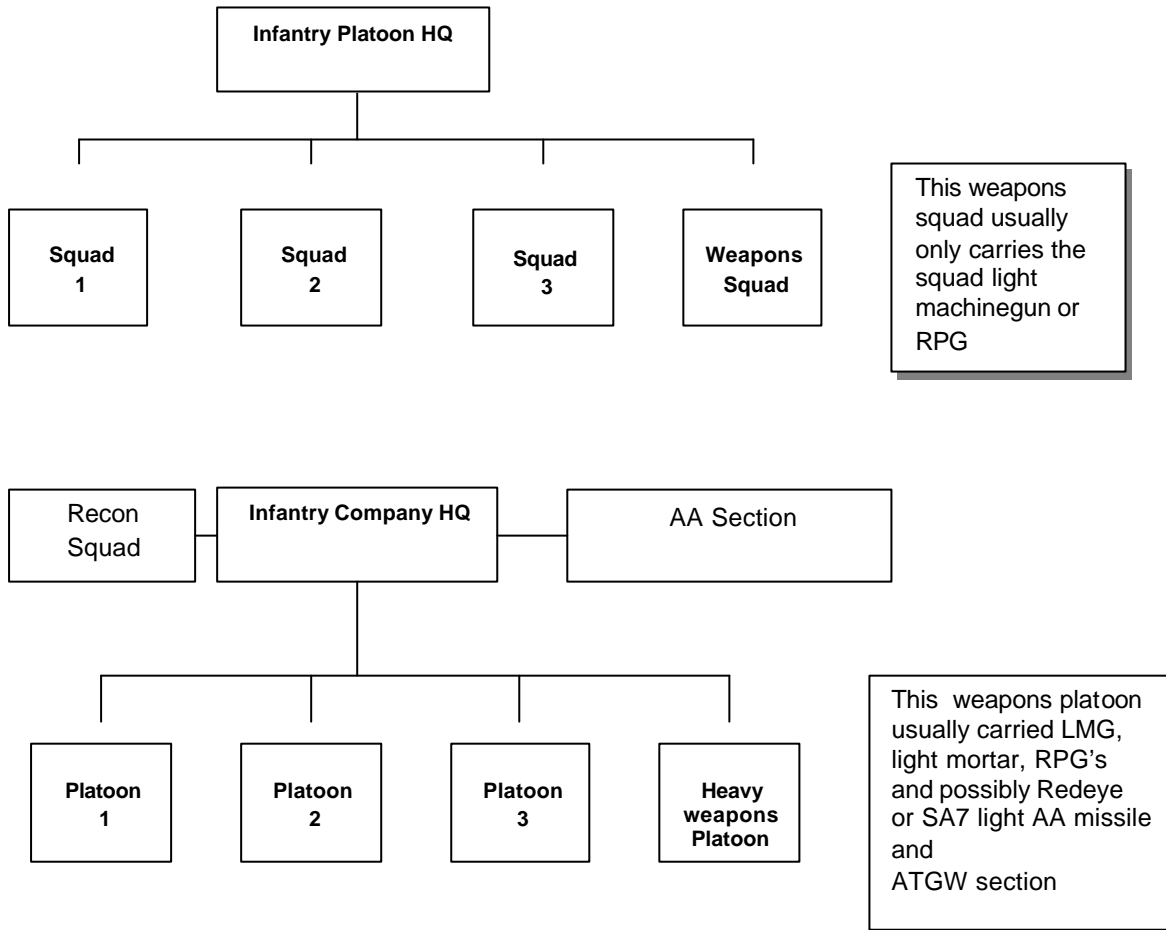 Infantry Platoon HQ
Squad
1
Squad
2
Squad
3
Weapons
Squad
This weapons
squad usually
only carries the
squad light
machinegun or
RPG
Recon
Squad
Infantry Company HQ
AA Section
Platoon
1
Platoon
2
Platoon
3
Heavy
weapons
Platoon
This weapons platoon
usually carried LMG,
light mortar, RPG's
and possibly Redeye
or SA7 light AA missile
and
ATGW section